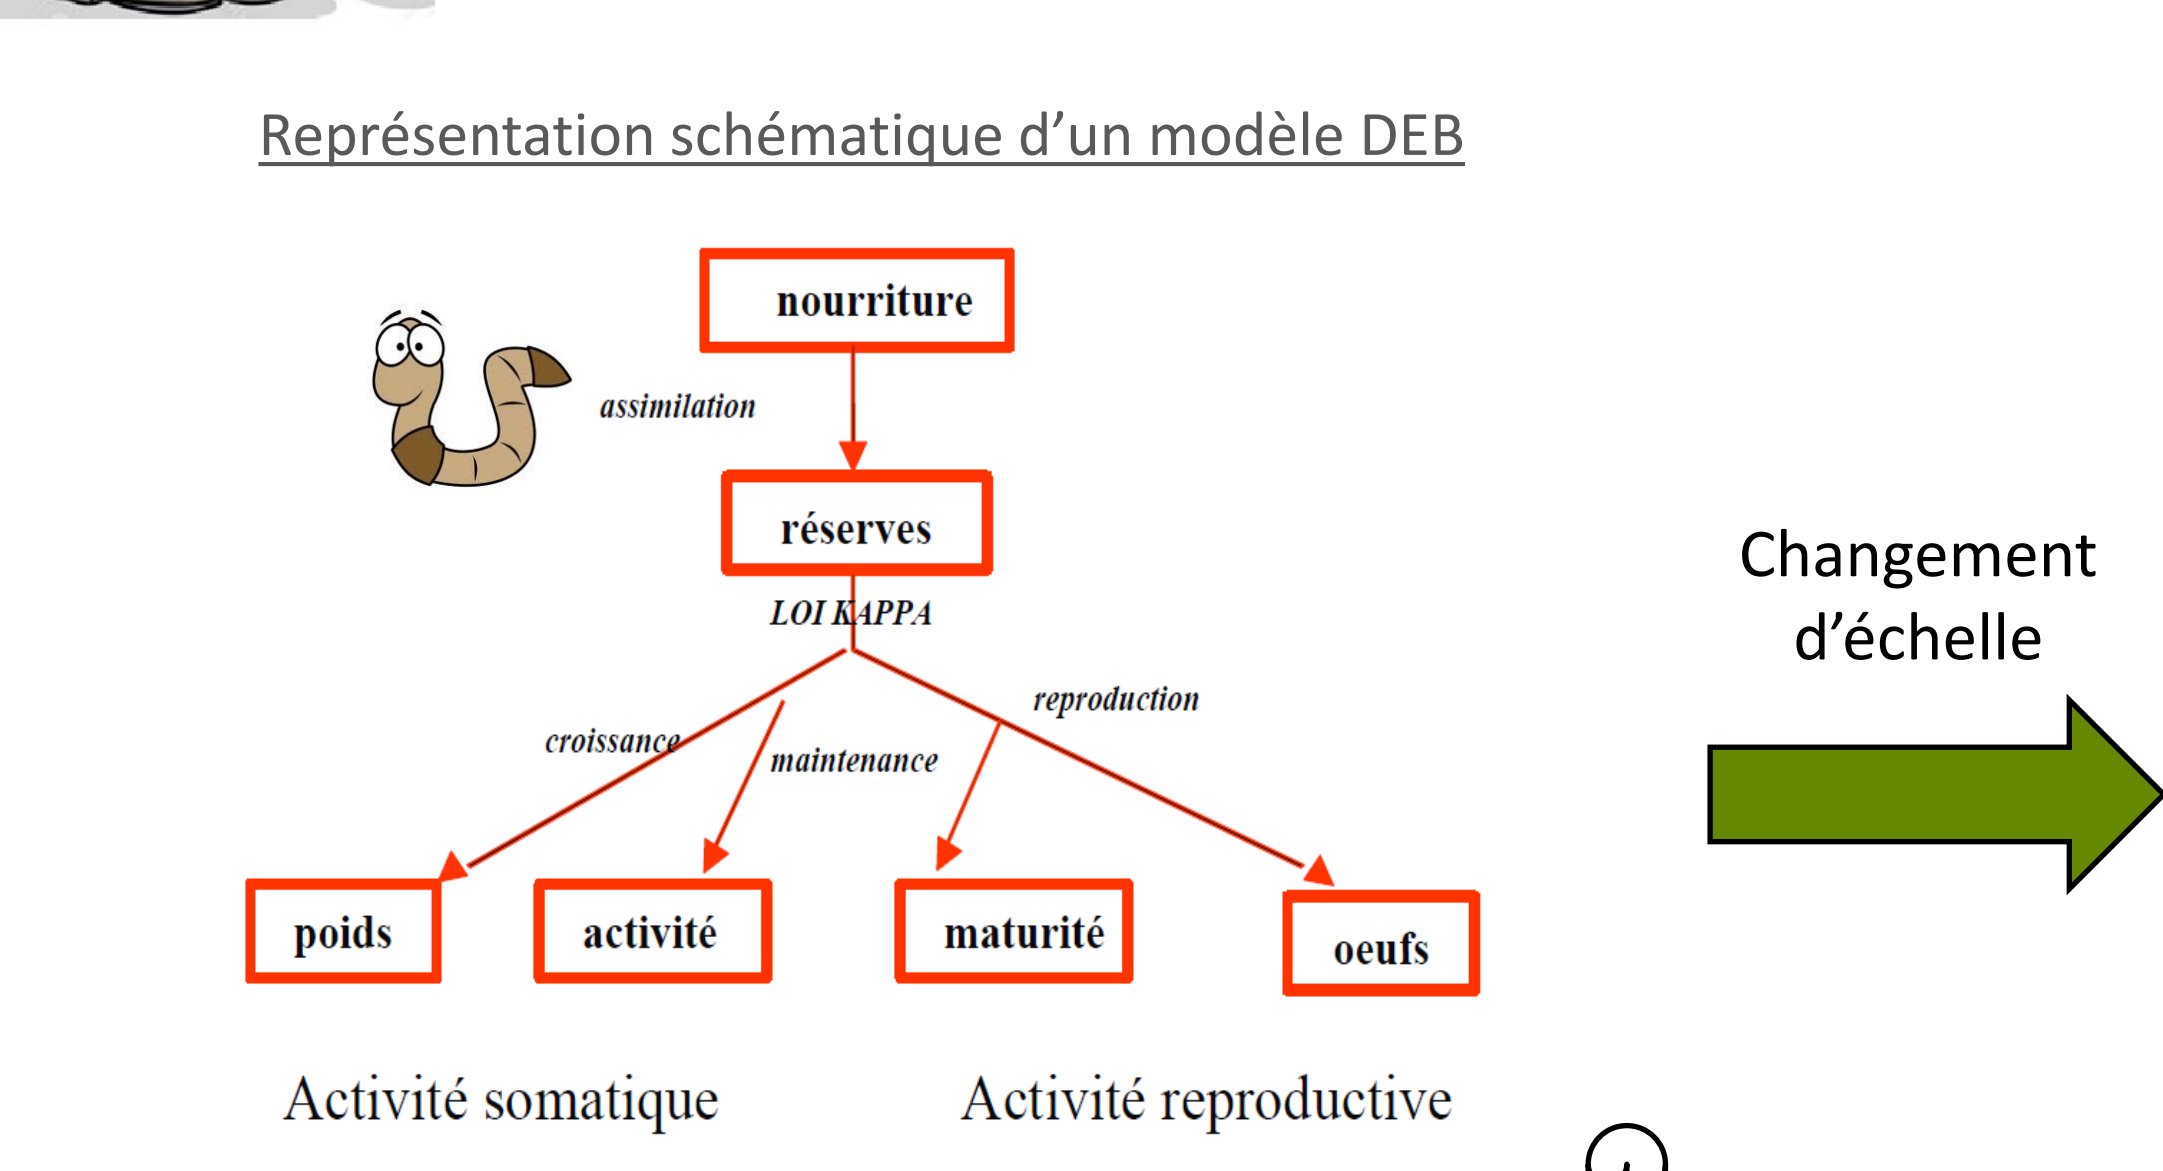 Représentation schématique d’un modèle DEB
nourriture
assimilation
réserves
LOI KAPPA
reproduction
croissance
maintenance
poids
activité
maturité
oeufs
Activité somatique
Activité reproductive
Changement
d’échelle